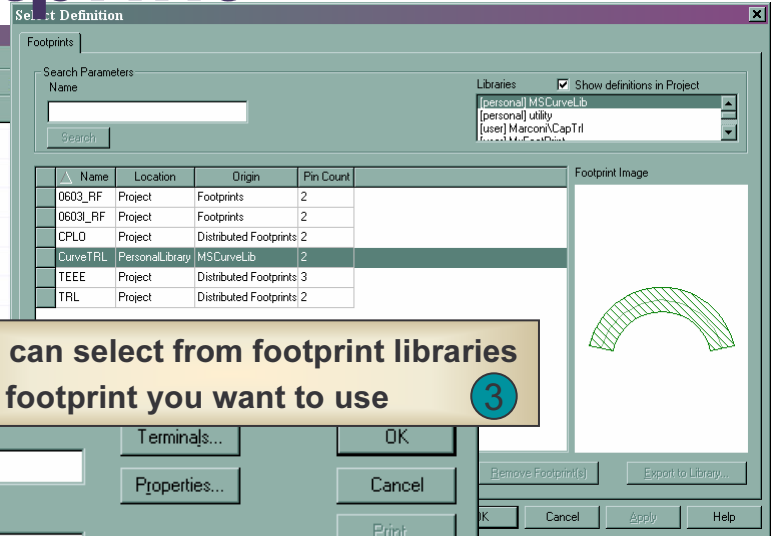 Select Definition
Footprints
Search Parameters
Name
Search
Libraries
Show definitions in Project
[personal] MSCurveLib
[personal] utility
[user] Marconi\CapTrl
[user] MyFootPrint
Name Location Origin Pin Count
0603_RF Project Footprints 2
0603I_RF Project Footprints 2
CPLO Project Distributed Footprints 2
CurveTRL PersonalLibrary MSCurveLib 2
TEEE Project Distributed Footprints 3
TRL Project Distributed Footprints 2
Footprint Image
can select from footprint libraries
footprint you want to use 3
Terminals... OK
Properties... Cancel
Print
Remove Footprint(s) Export to Library...
Cancel Apply Help